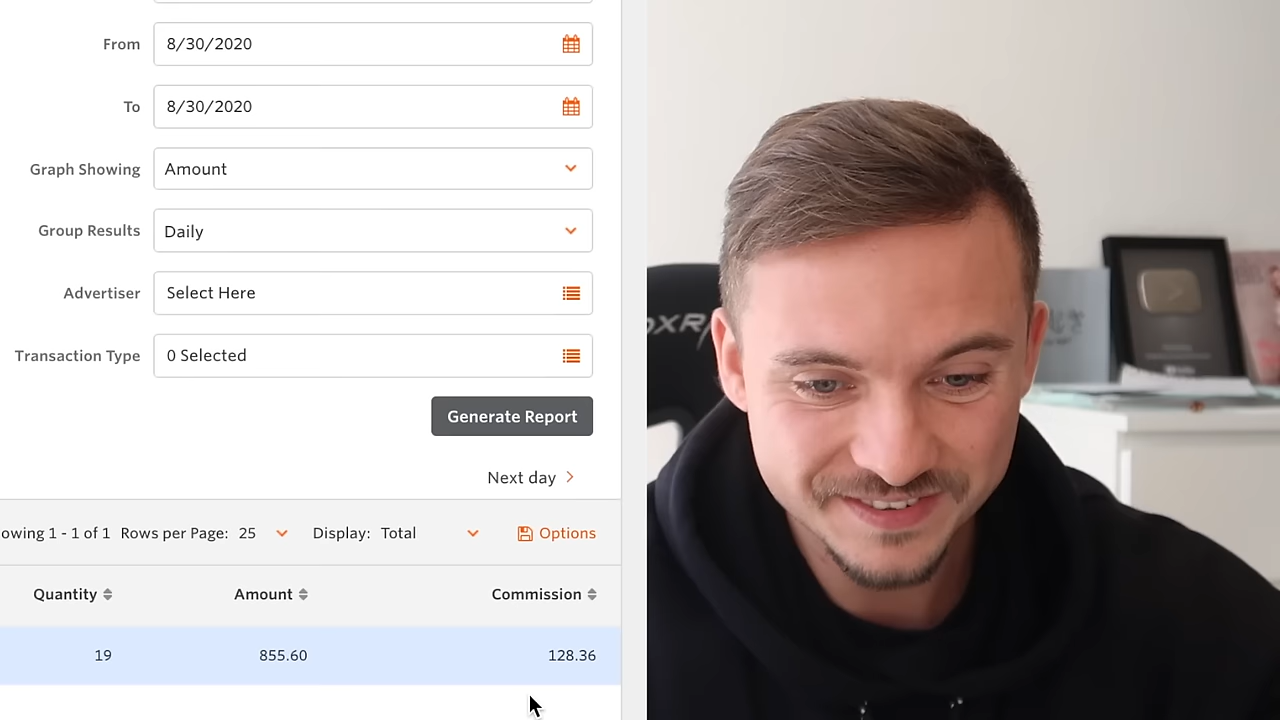 From 8/30/2020
To 8/30/2020
Graph Showing Amount
Group Results Daily
Advertiser Select Here
Transaction Type 0 Selected
Generate Report
Next day
owing 1 - 1 of 1 Rows per Page: 25 Display: Total Options
Quantity Amount Commission
19 855.60 128.36
DXR